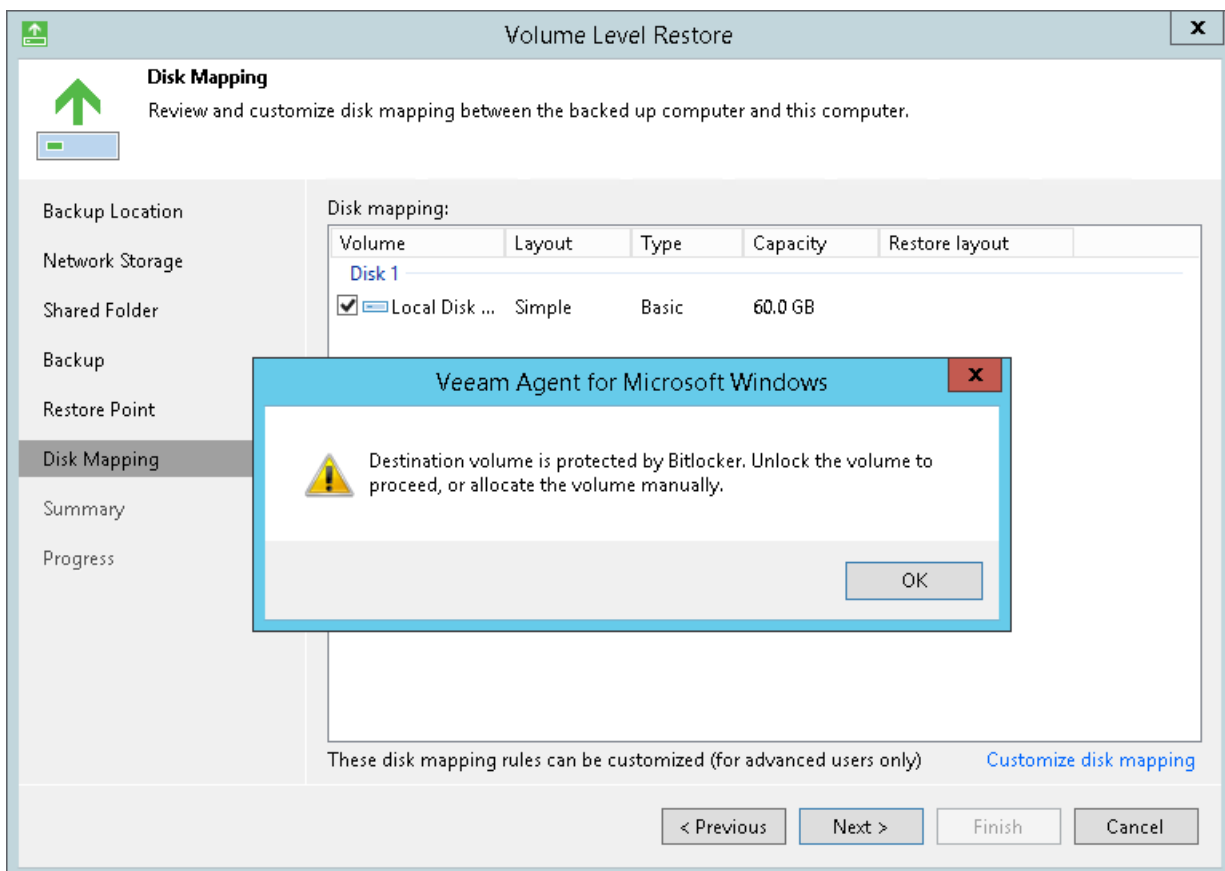 Volume Level Restore
x
Disk Mapping
Review and customize disk mapping between the backed up computer and this computer.
Backup Location
Network Storage
Shared Folder
Backup
Restore Point
Disk Mapping
Summary
Progress
Disk mapping:
Volume Layout Type Capacity Restore layout
Disk 1
Local Disk ... Simple Basic 60.0 GB
Veeam Agent for Microsoft Windows
x
Destination volume is protected by Bitlocker. Unlock the volume to
proceed, or allocate the volume manually.
OK
These disk mapping rules can be customized (for advanced users only) Customize disk mapping
< Previous Next > Finish Cancel